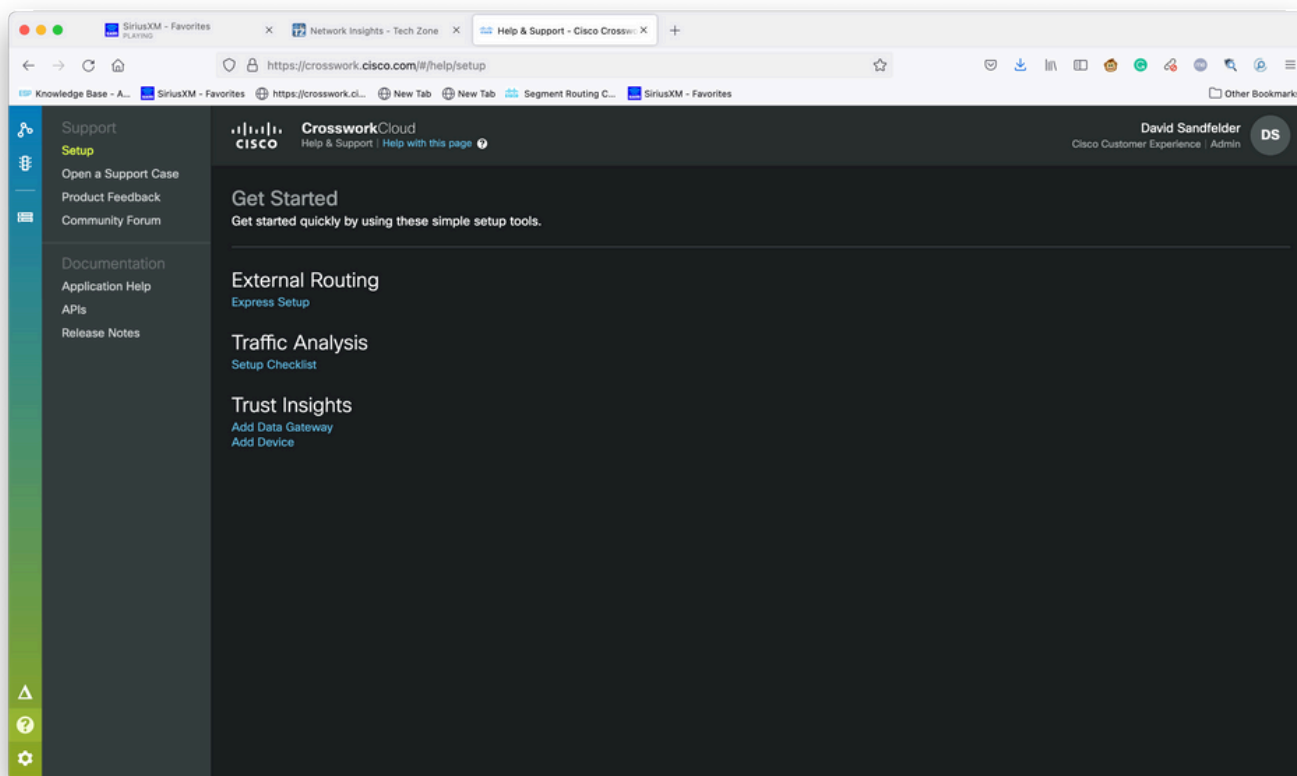 SiriusXM - Favorites
PLAYING
Network Insights - Tech Zone
Help & Support - Cisco Crosswo
https://crosswork.cisco.com/#/help/setup
Knowledge Base - A...
SiriusXM - Favorites
https://crosswork.ci...
New Tab
New Tab
Segment Routing C...
SiriusXM - Favorites
Other Bookmarks
Support
Setup
Open a Support Case
Product Feedback
Community Forum
Documentation
Application Help
APIs
Release Notes
CISCO
CrossworkCloud
Help & Support | Help with this page
David Sandfelder
Cisco Customer Experience | Admin
DS
Get Started
Get started quickly by using these simple setup tools.
External Routing
Express Setup
Traffic Analysis
Setup Checklist
Trust Insights
Add Data Gateway
Add Device